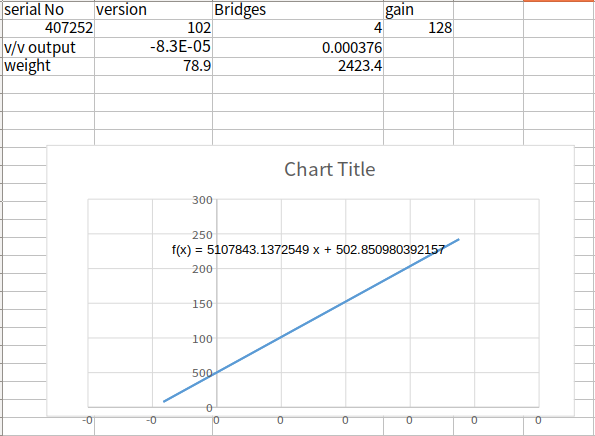 serial No version Bridges gain
407252 102 4 128
v/v output -8.3E-05 0.000376
weight 78.9 2423.4
Chart Title
300
250
f(x) = 5107843.1372549 x + 502.850980392157
200
150
100
500
0
-0 -0 0 0 0 0 0 0